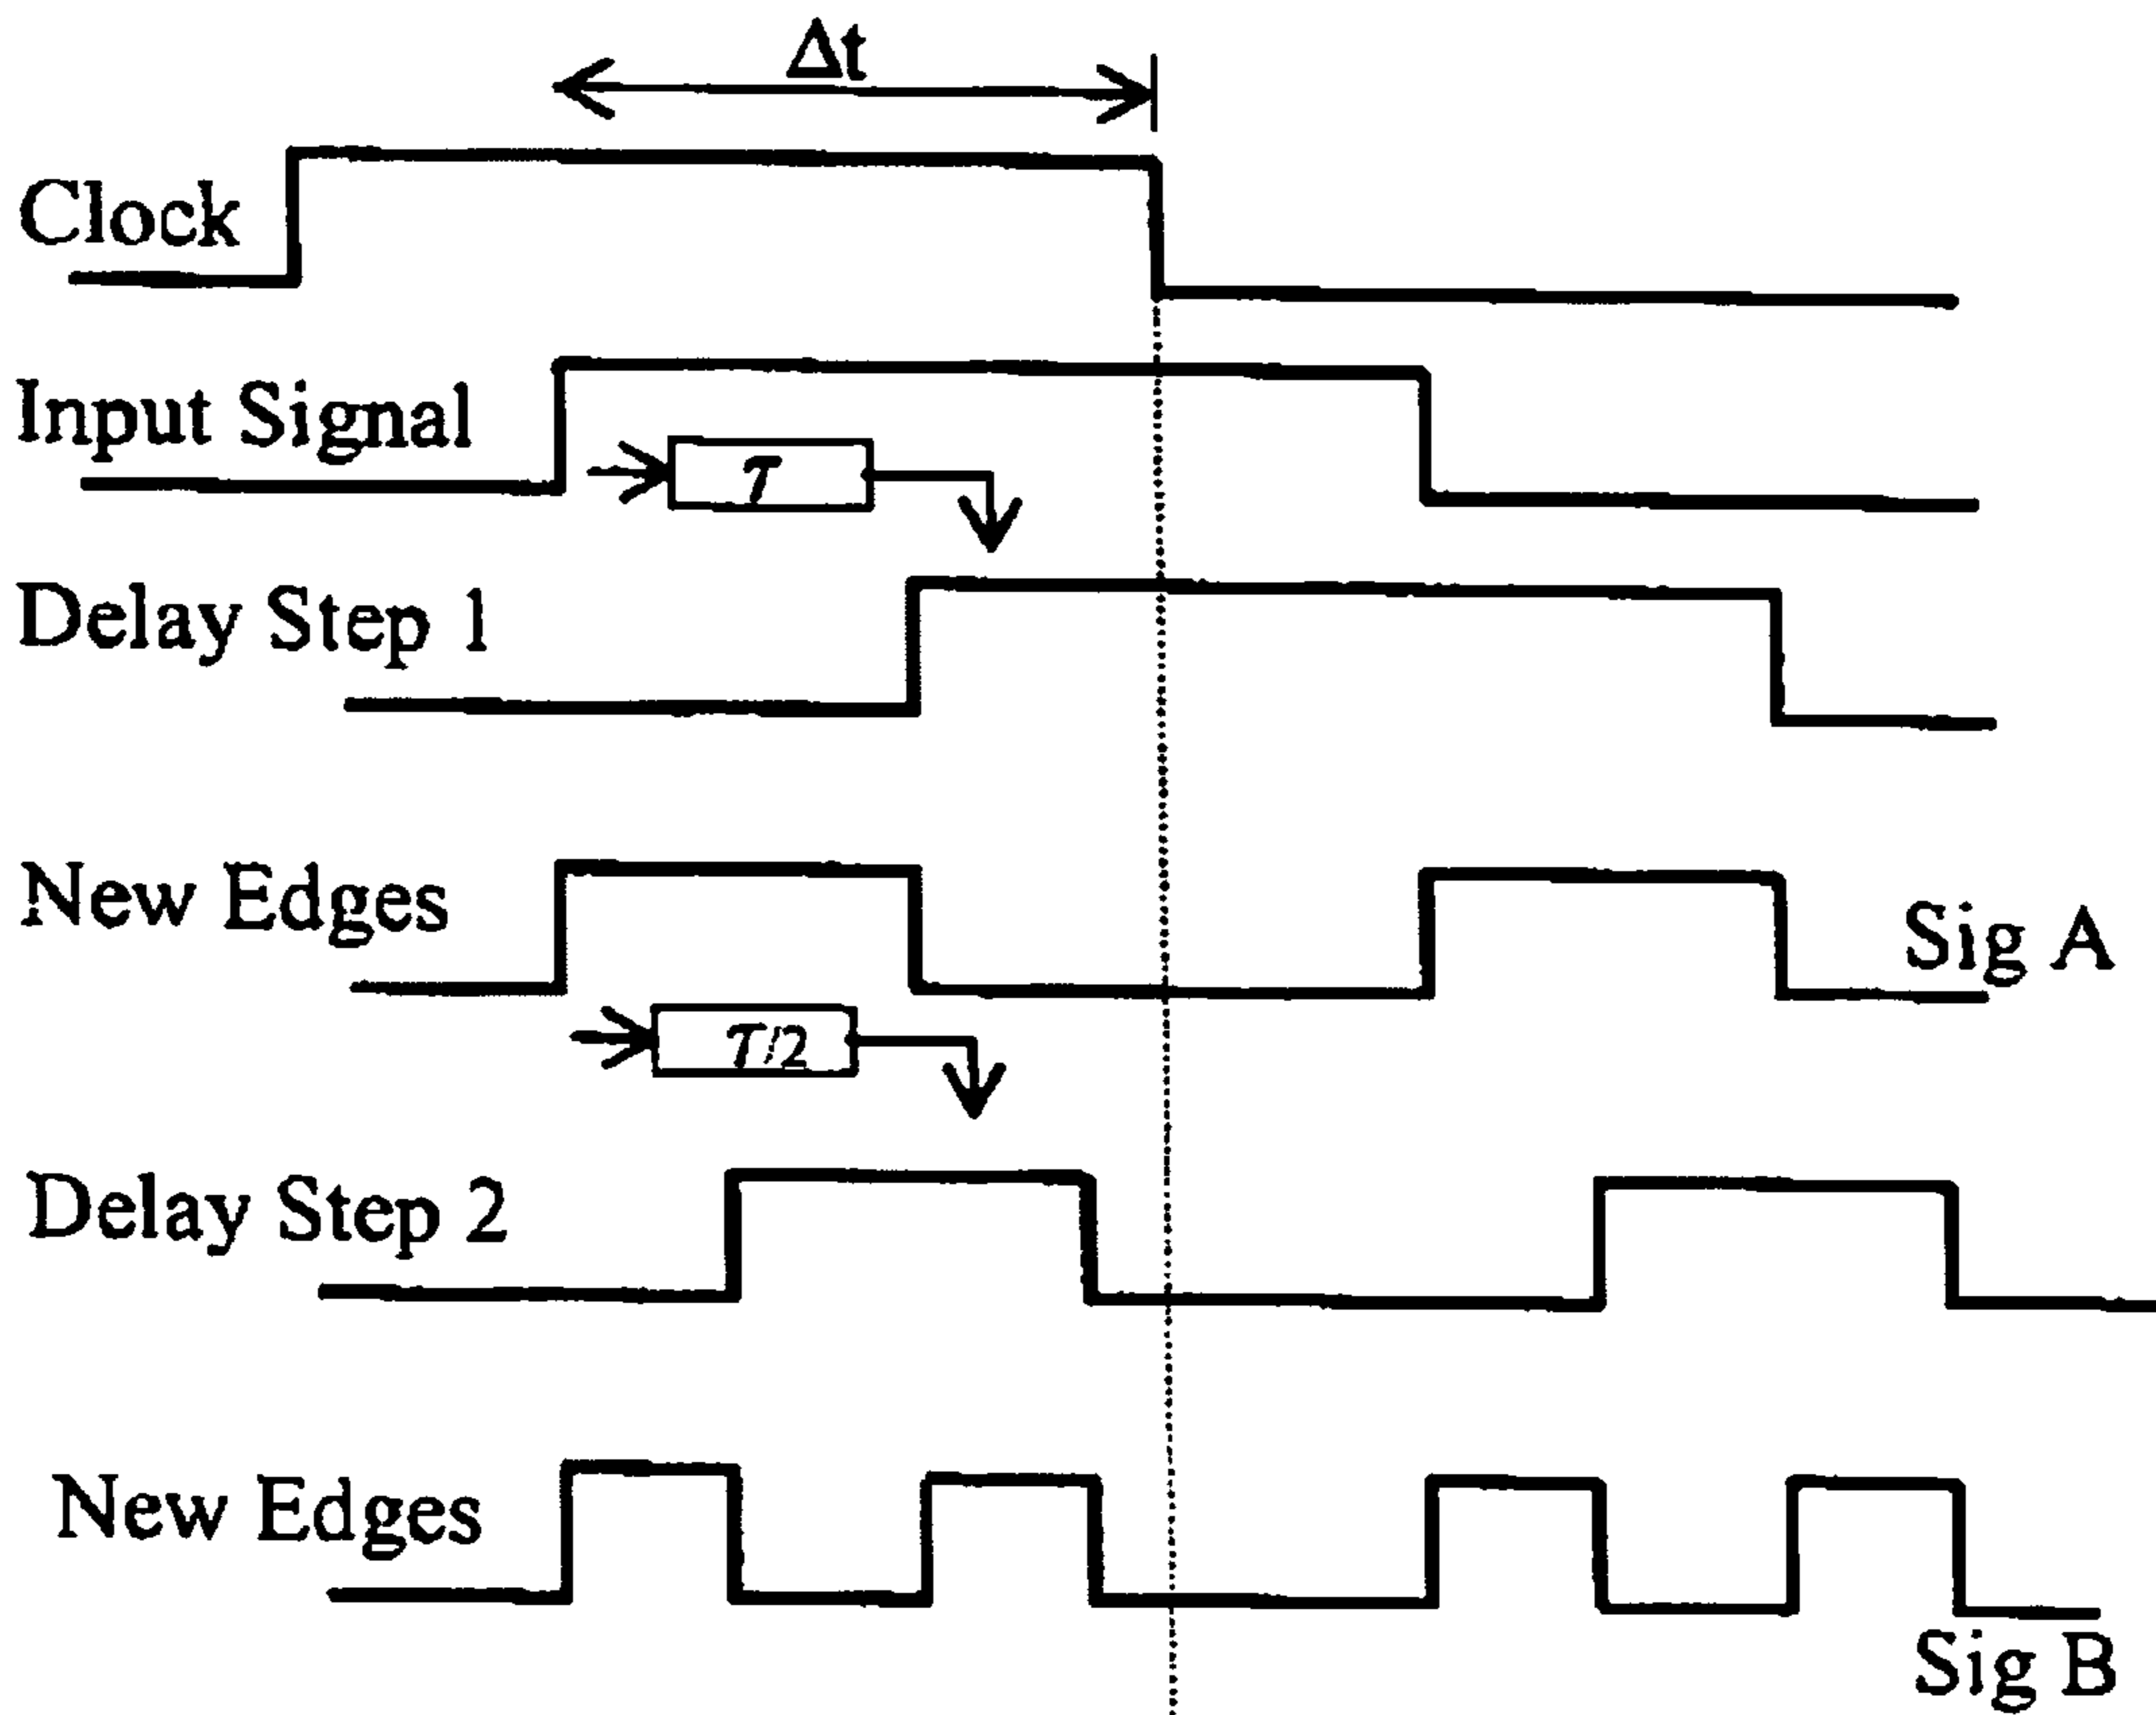 Δt
Clock
Input Signal
τ
Delay Step 1
New Edges
Sig A
τ/2
Delay Step 2
New Edges
Sig B